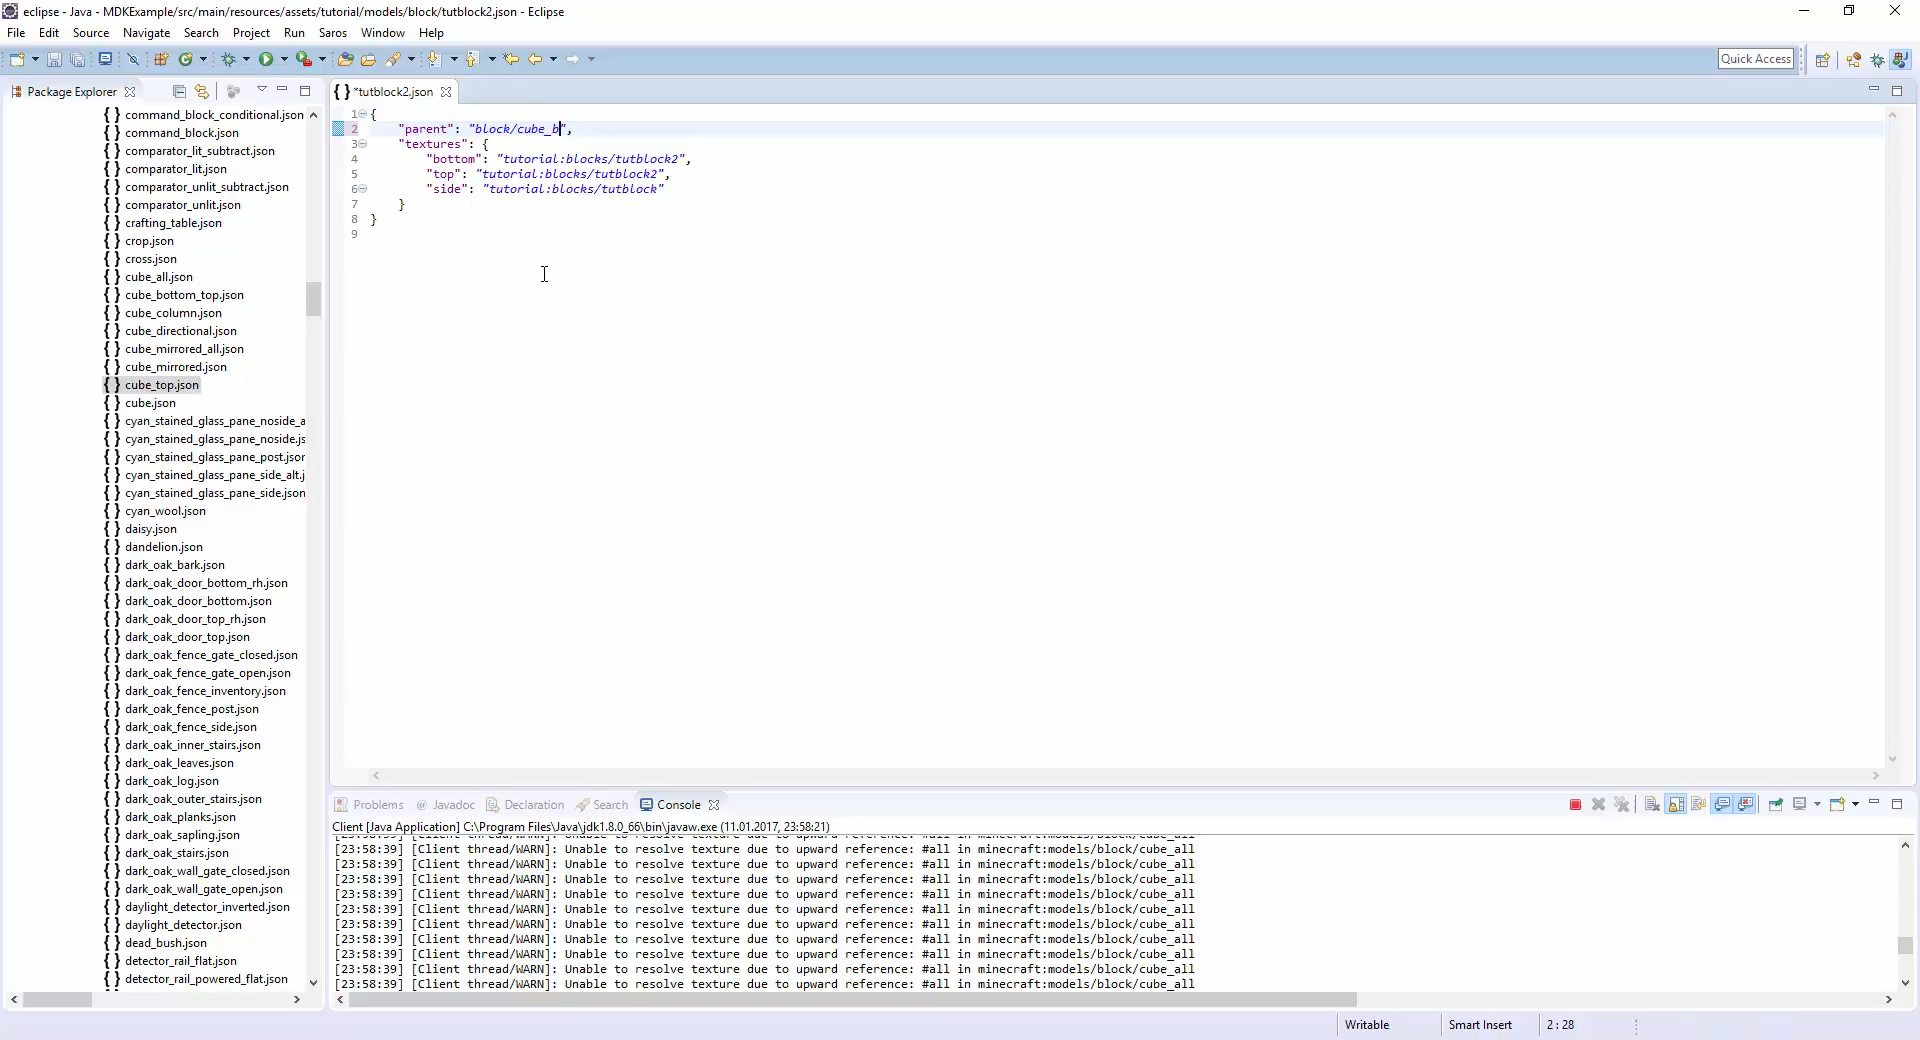 eclipse - Java - MDKExample/src/main/resources/assets/tutorial/models/block/tutblock2.json - Eclipse
File Edit Source Navigate Search Project Run Saros Window Help
Quick Access
Package Explorer
command_block_conditional.json
command_block.json
comparator_lit_subtract.json
comparator_lit.json
comparator_unlit_subtract.json
comparator_unlit.json
crafting_table.json
crop.json
cross.json
cube_all.json
cube_bottom_top.json
cube_column.json
cube_directional.json
cube_mirrored_all.json
cube_mirrored.json
cube_top.json
cube.json
cyan_stained_glass_pane_noside_a
cyan_stained_glass_pane_noside.js
cyan_stained_glass_pane_post.json
cyan_stained_glass_pane_side_alt.j
cyan_stained_glass_pane_side.json
cyan_wool.json
daisy.json
dandelion.json
dark_oak_bark.json
dark_oak_door_bottom_rh.json
dark_oak_door_bottom.json
dark_oak_door_top_rh.json
dark_oak_door_top.json
dark_oak_fence_gate_closed.json
dark_oak_fence_gate_open.json
dark_oak_fence_inventory.json
dark_oak_fence_post.json
dark_oak_fence_side.json
dark_oak_inner_stairs.json
dark_oak_leaves.json
dark_oak_log.json
dark_oak_outer_stairs.json
dark_oak_planks.json
dark_oak_sapling.json
dark_oak_stairs.json
dark_oak_wall_gate_closed.json
dark_oak_wall_gate_open.json
daylight_detector_inverted.json
daylight_detector.json
dead_bush.json
detector_rail_flat.json
detector_rail_powered_flat.json
*tutblock2.json
1 {
2 "parent": "block/cube_b",
3 "textures": {
4 "bottom": "tutorial:blocks/tutblock2",
5 "top": "tutorial:blocks/tutblock2",
6 "side": "tutorial:blocks/tutblock"
7 }
8 }
9
Problems @ Javadoc Declaration Search Console
Client [Java Application] C:\Program Files\Java\jdk1.8.0_66\bin\javaw.exe (11.01.2017, 23:58:21)
[23:58:39] [Client thread/WARN]: Unable to resolve texture due to upward reference: #all in minecraft:models/block/cube_all
[23:58:39] [Client thread/WARN]: Unable to resolve texture due to upward reference: #all in minecraft:models/block/cube_all
[23:58:39] [Client thread/WARN]: Unable to resolve texture due to upward reference: #all in minecraft:models/block/cube_all
[23:58:39] [Client thread/WARN]: Unable to resolve texture due to upward reference: #all in minecraft:models/block/cube_all
[23:58:39] [Client thread/WARN]: Unable to resolve texture due to upward reference: #all in minecraft:models/block/cube_all
[23:58:39] [Client thread/WARN]: Unable to resolve texture due to upward reference: #all in minecraft:models/block/cube_all
[23:58:39] [Client thread/WARN]: Unable to resolve texture due to upward reference: #all in minecraft:models/block/cube_all
[23:58:39] [Client thread/WARN]: Unable to resolve texture due to upward reference: #all in minecraft:models/block/cube_all
[23:58:39] [Client thread/WARN]: Unable to resolve texture due to upward reference: #all in minecraft:models/block/cube_all
[23:58:39] [Client thread/WARN]: Unable to resolve texture due to upward reference: #all in minecraft:models/block/cube_all
Writable Smart Insert 2 : 28